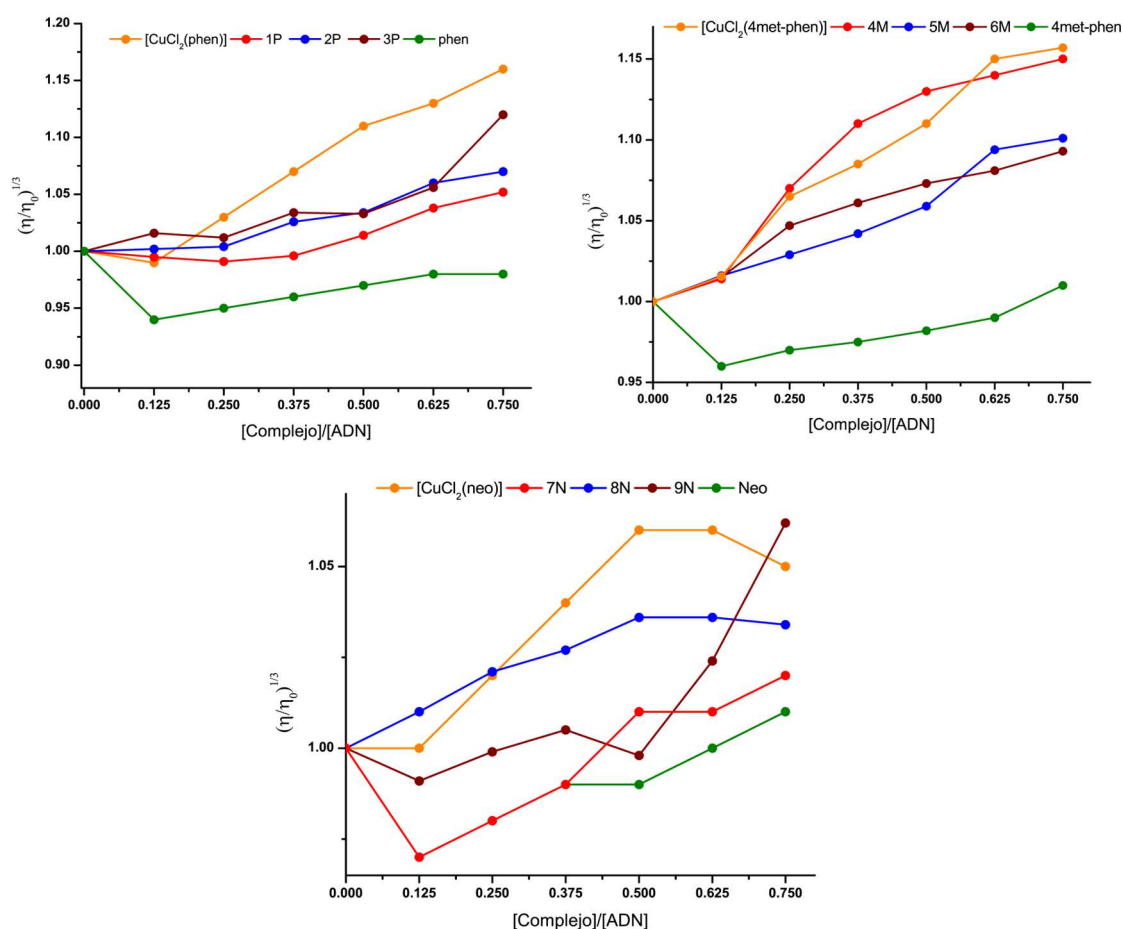 [CuCl₂(phen)] 1P 2P 3P phen
1.20
1.15
1.10
1.05
1.00
0.95
0.90
(η/η₀)^1/3
0.000 0.125 0.250 0.375 0.500 0.625 0.750
[Complejo]/[ADN]
[CuCl₂(4met-phen)] 4M 5M 6M 4met-phen
1.15
1.10
1.05
1.00
0.95
(η/η₀)^1/3
0.000 0.125 0.250 0.375 0.500 0.625 0.750
[Complejo]/[ADN]
[CuCl₂(neo)] 7N 8N 9N Neo
1.05
1.00
(η/η₀)^1/3
0.000 0.125 0.250 0.375 0.500 0.625 0.750
[Complejo]/[ADN]